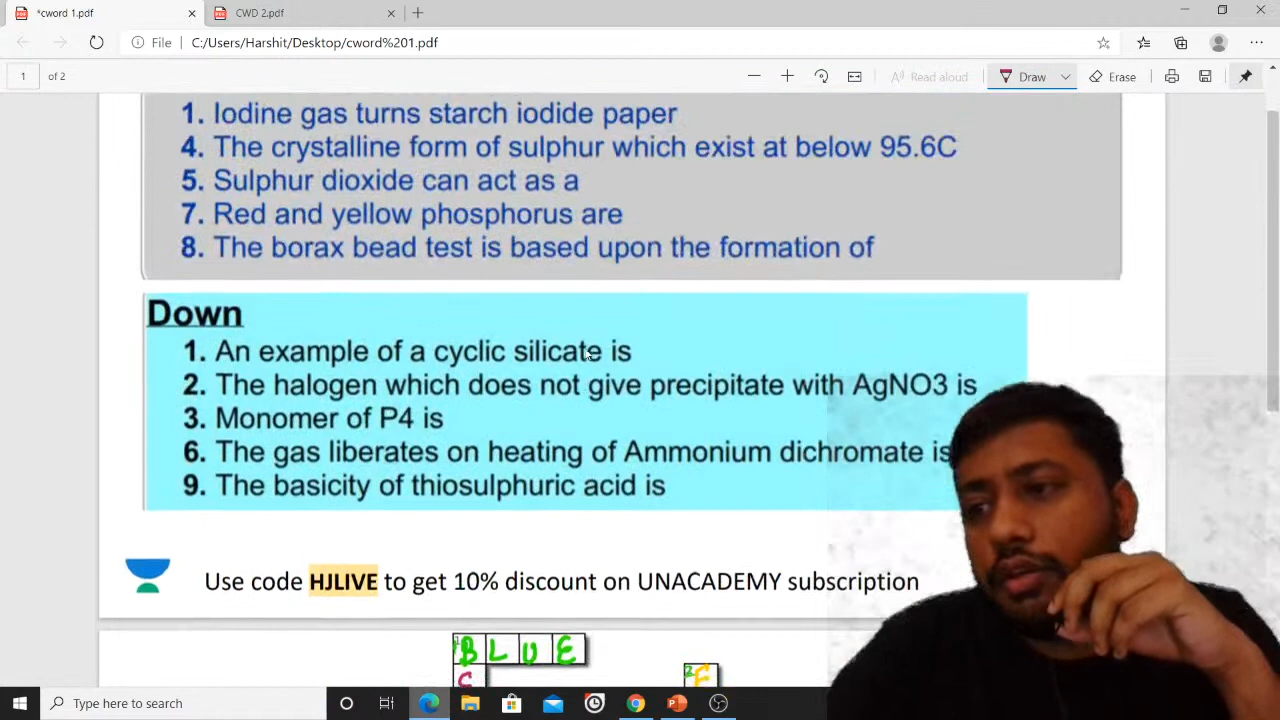 *cword 1.pdf
CWD 2.pdf
File
C:/Users/Harshit/Desktop/cword%201.pdf
1 of 2
Read aloud
Draw
Erase
1. Iodine gas turns starch iodide paper
4. The crystalline form of sulphur which exist at below 95.6C
5. Sulphur dioxide can act as a
7. Red and yellow phosphorus are
8. The borax bead test is based upon the formation of
Down
1. An example of a cyclic silicate is
2. The halogen which does not give precipitate with AgNO3 is
3. Monomer of P4 is
6. The gas liberates on heating of Ammonium dichromate is
9. The basicity of thiosulphuric acid is
Use code HJLIVE to get 10% discount on UNACADEMY subscription
1 B L U E
C
2 F
Type here to search